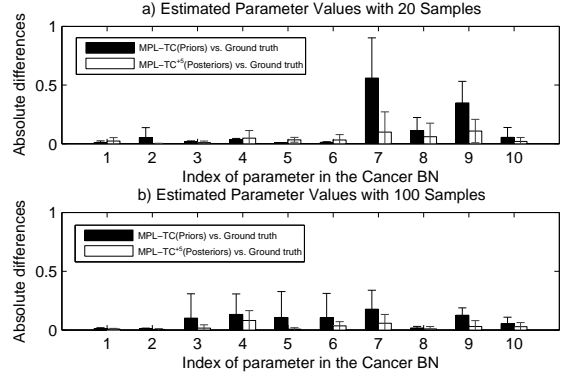 a) Estimated Parameter Values with 20 Samples
Absolute differences
1
0.5
0
MPL−TC(Priors) vs. Ground truth
MPL−TC+5(Posteriors) vs. Ground truth
1 2 3 4 5 6 7 8 9 10
Index of parameter in the Cancer BN
b) Estimated Parameter Values with 100 Samples
Absolute differences
1
0.5
0
MPL−TC(Priors) vs. Ground truth
MPL−TC+5(Posteriors) vs. Ground truth
1 2 3 4 5 6 7 8 9 10
Index of parameter in the Cancer BN